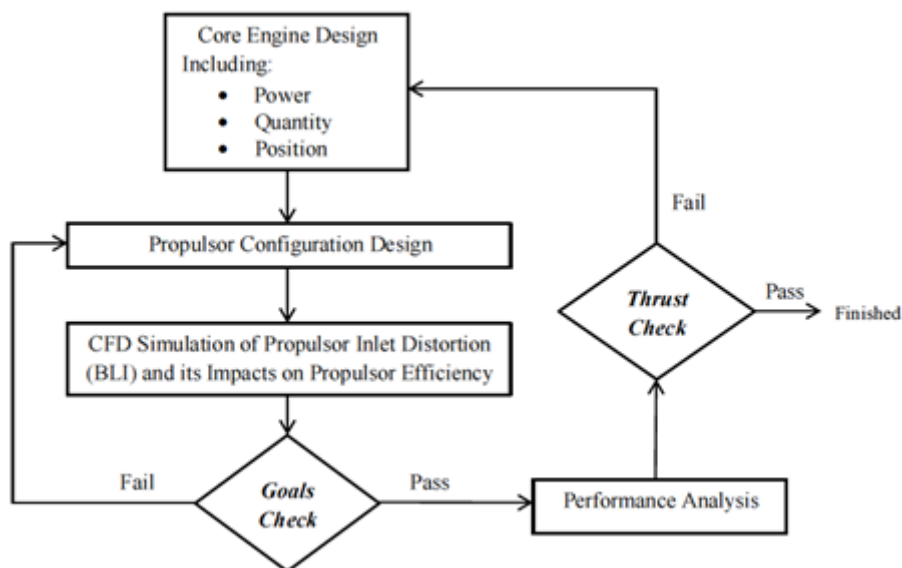 Core Engine Design
Including:
• Power
• Quantity
• Position
Propulsor Configuration Design
CFD Simulation of Propulsor Inlet Distortion
(BLI) and its Impacts on Propulsor Efficiency
Fail
Goals
Check
Pass
Performance Analysis
Fail
Thrust
Check
Pass
Finished